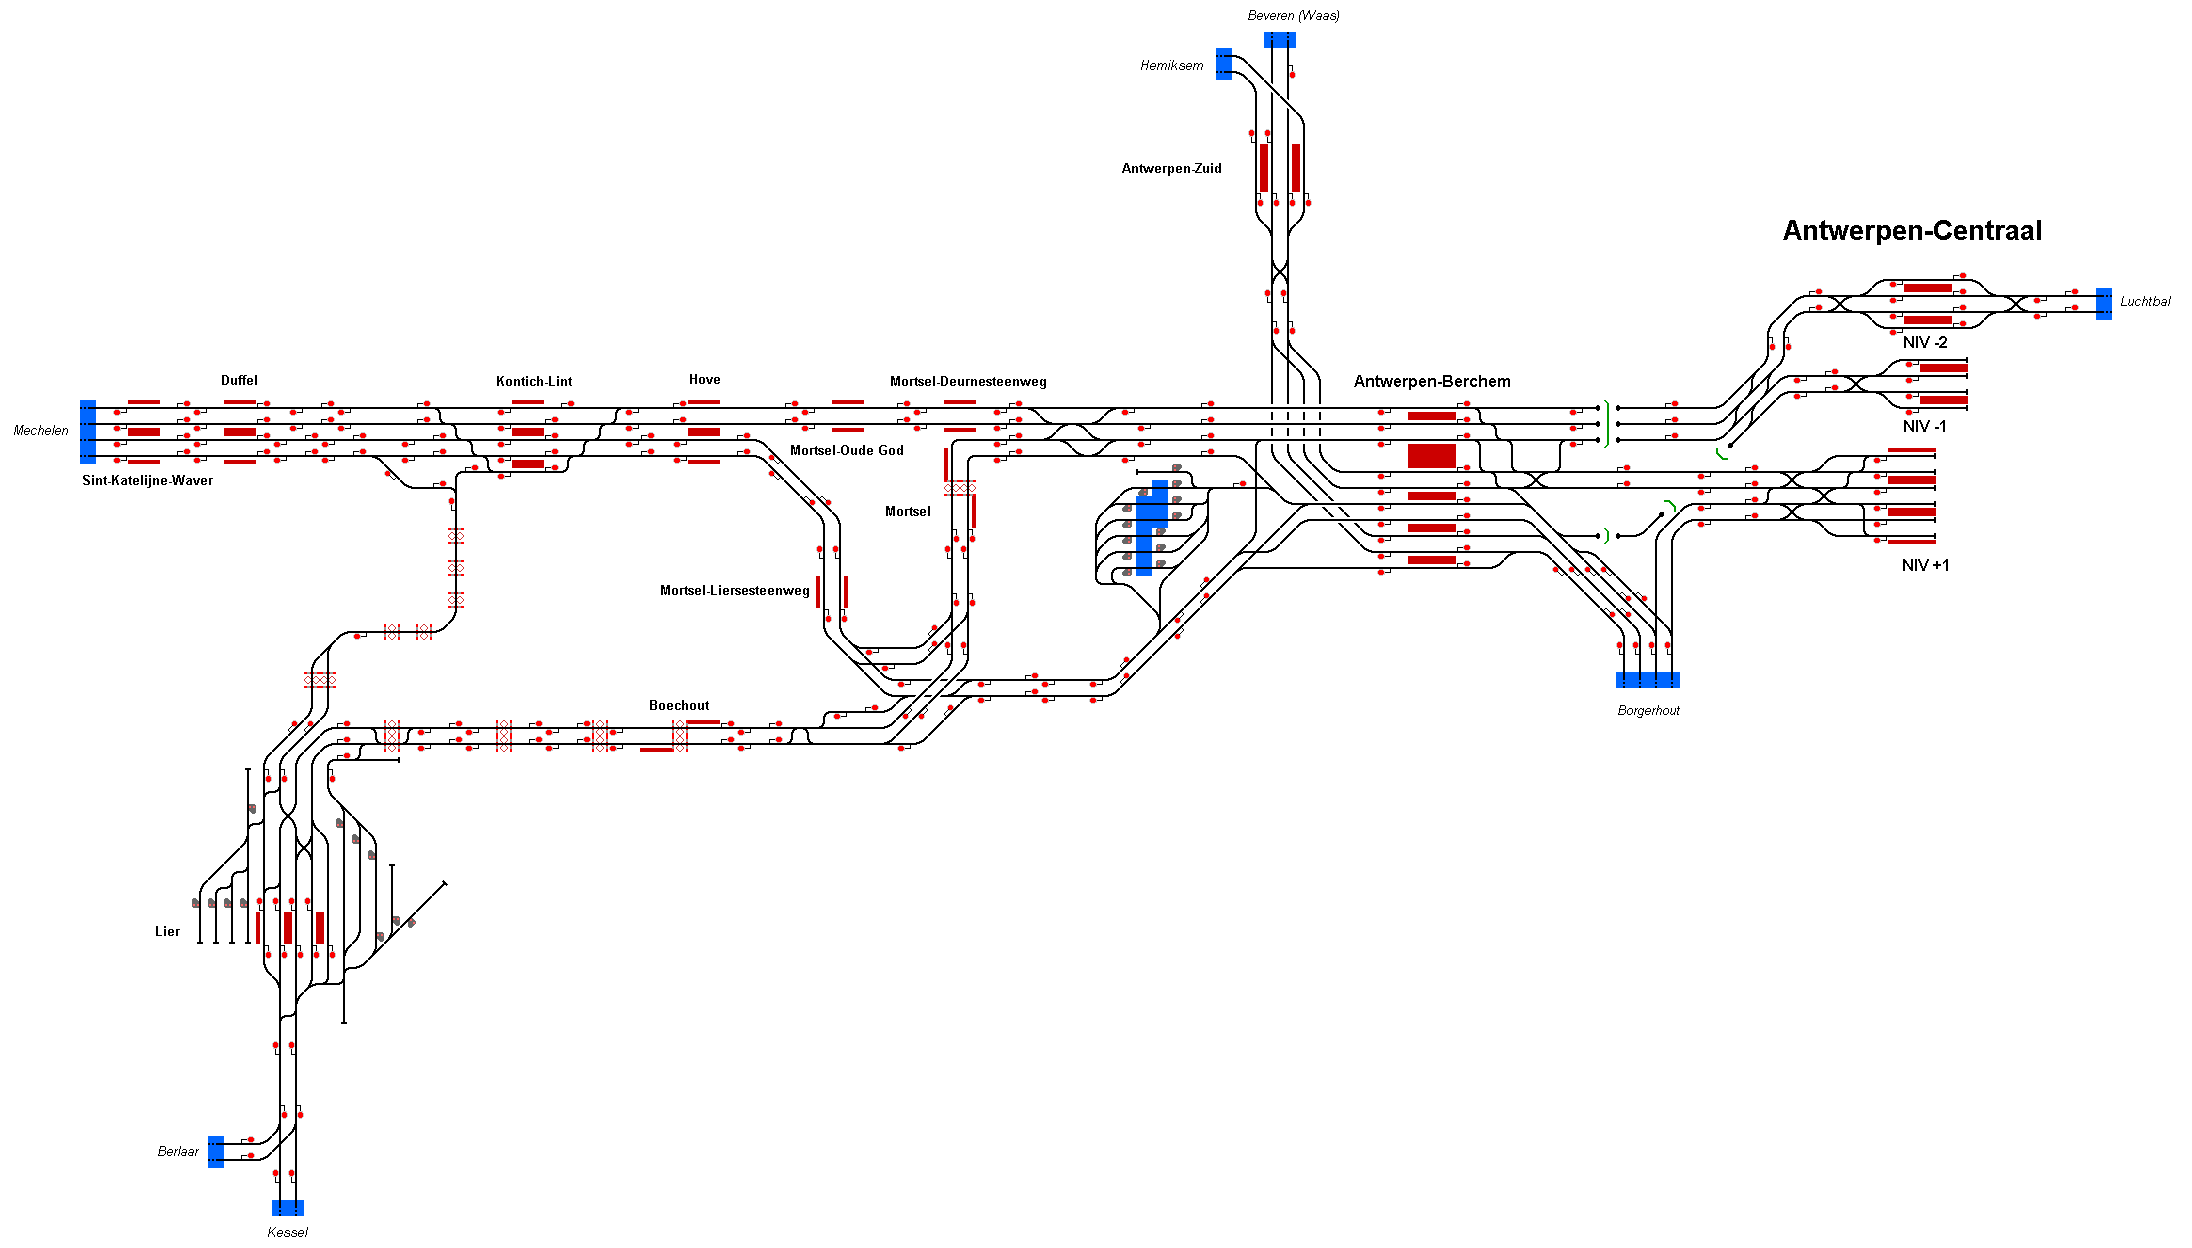 Beveren (Waas)
Hemiksem
Antwerpen-Zuid
Antwerpen-Centraal
Luchtbal
NIV -2
Duffel
Kontich-Lint
Hove
Mortsel-Deurnesteenweg
Antwerpen-Berchem
NIV -1
Mechelen
Mortsel-Oude God
Sint-Katelijne-Waver
Mortsel
NIV +1
Mortsel-Liersesteenweg
Boechout
Borgerhout
Lier
Berlaar
Kessel